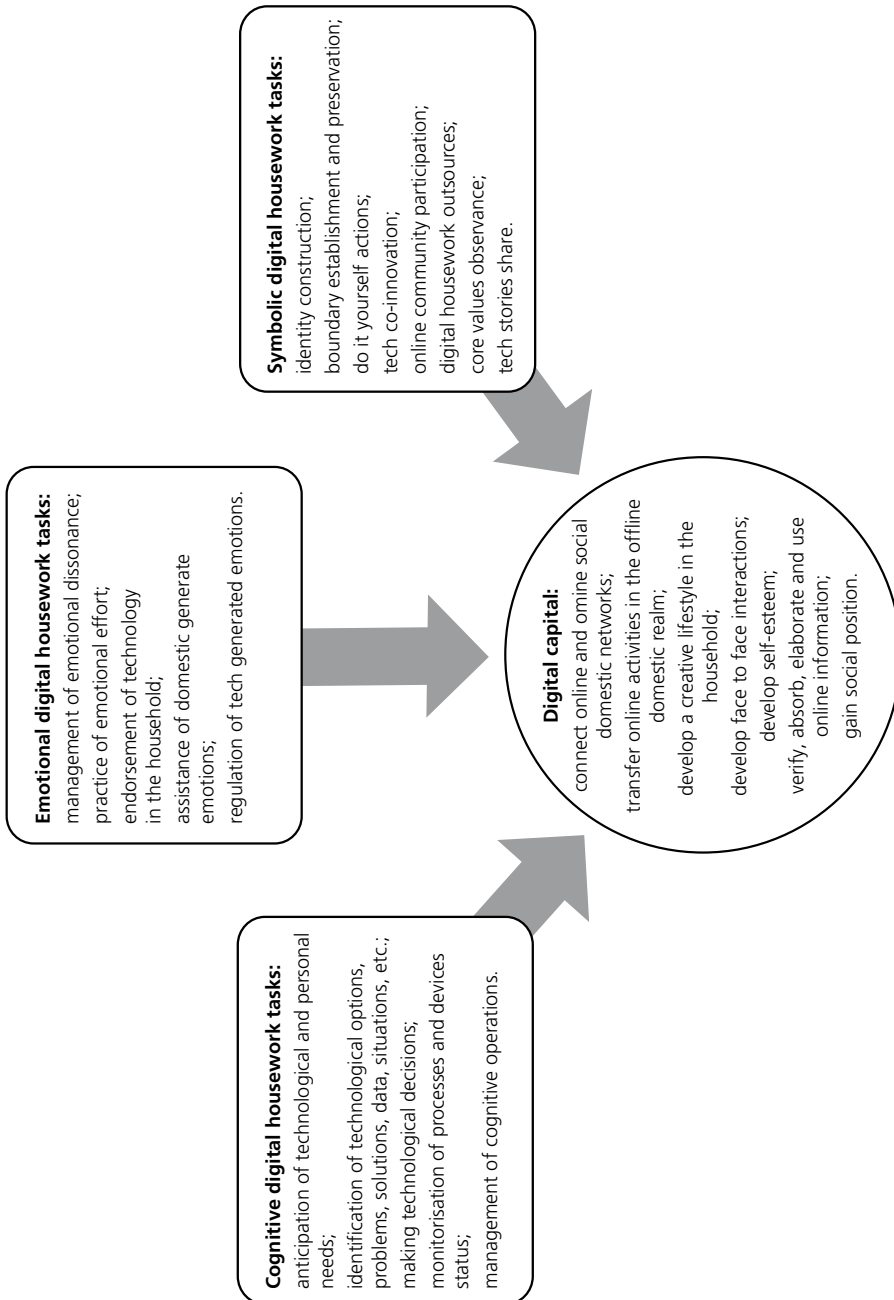 Cognitive digital housework tasks:
anticipation of technological and personal
needs;
identification of technological options,
problems, solutions, data, situations, etc.;
making technological decisions;
monitorisation of processes and devices
status;
management of cognitive operations.
Emotional digital housework tasks:
management of emotional dissonance;
practice of emotional effort;
endorsement of technology
in the household;
assistance of domestic generate
emotions;
regulation of tech generated emotions.
Symbolic digital housework tasks:
identity construction;
boundary establishment and preservation;
do it yourself actions;
tech co-innovation;
online community participation;
digital housework outsources;
core values observance;
tech stories share.
Digital capital:
connect online and omine social
domestic networks;
transfer online activities in the offline
domestic realm;
develop a creative lifestyle in the
household;
develop face to face interactions;
develop self-esteem;
verify, absorb, elaborate and use
online information;
gain social position.